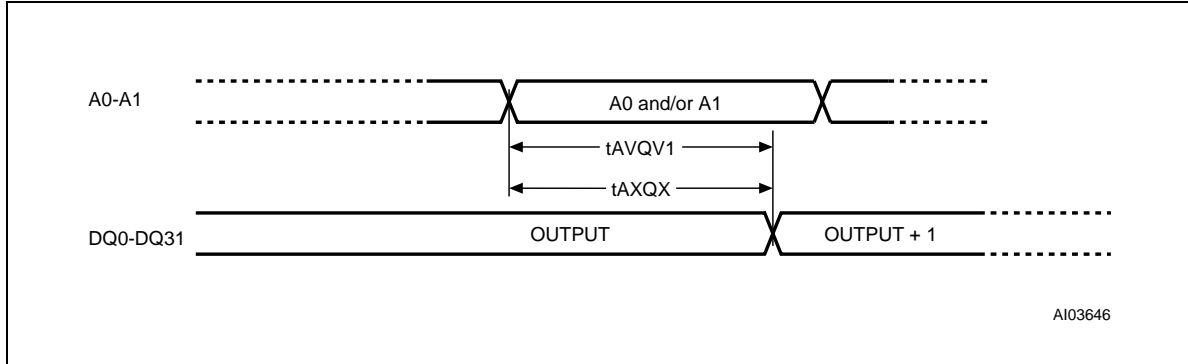 A0-A1
A0 and/or A1
tAVQV1
tAXQX
DQ0-DQ31
OUTPUT
OUTPUT + 1
AI03646